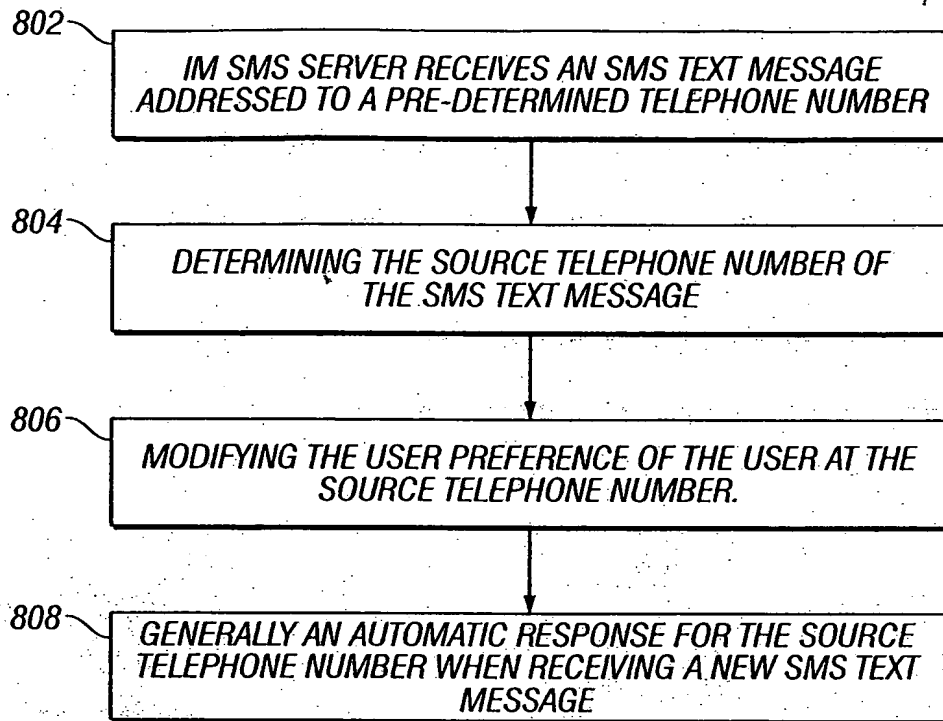 802
IM SMS SERVER RECEIVES AN SMS TEXT MESSAGE
ADDRESSED TO A PRE-DETERMINED TELEPHONE NUMBER
804
DETERMINING THE SOURCE TELEPHONE NUMBER OF
THE SMS TEXT MESSAGE
806
MODIFYING THE USER PREFERENCE OF THE USER AT THE
SOURCE TELEPHONE NUMBER.
808
GENERALLY AN AUTOMATIC RESPONSE FOR THE SOURCE
TELEPHONE NUMBER WHEN RECEIVING A NEW SMS TEXT
MESSAGE